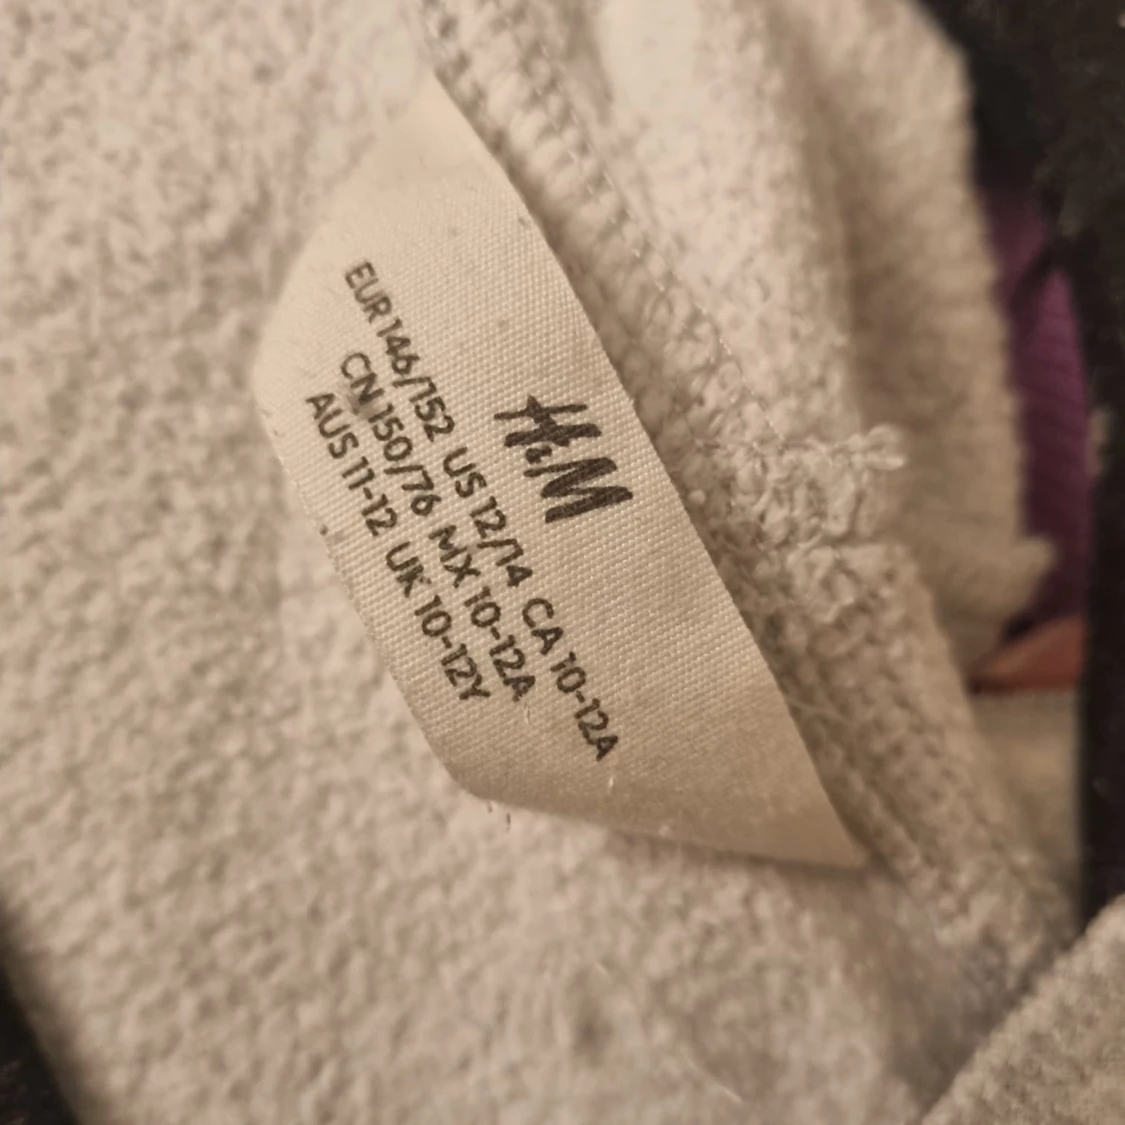 H&M
EUR 146/152 US 12/14 CA 10-12A
CN 150/76 MX 10-12A
AUS 11-12 UK 10-12Y